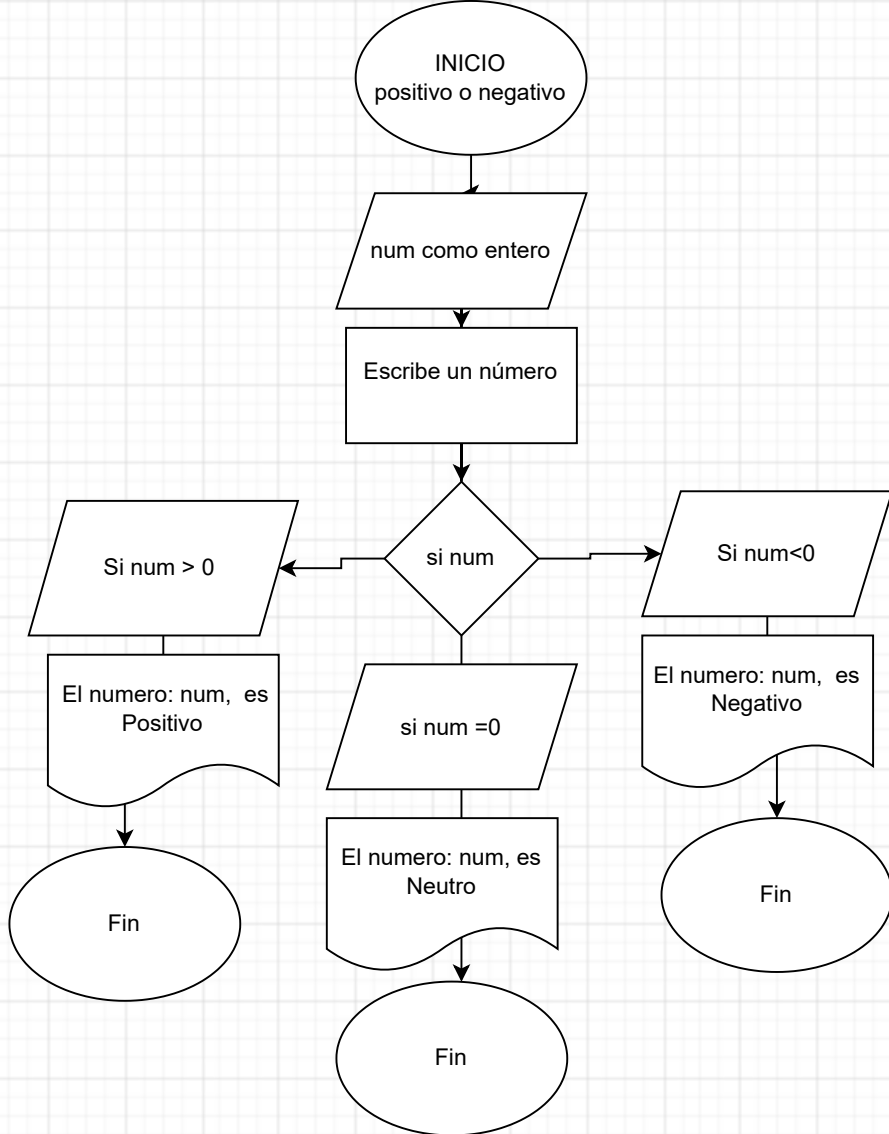 INICIO
positivo o negativo
num como entero
Escribe un número
si num
Si num > 0
El numero: num, es
Positivo
Fin
si num =0
El numero: num, es
Neutro
Fin
Si num<0
El numero: num, es
Negativo
Fin